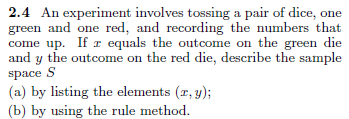 2.4 An experiment involves tossing a pair of dice, one
green and one red, and recording the numbers that
come up. If x equals the outcome on the green die
and y the outcome on the red die, describe the sample
space S
(a) by listing the elements (x, y);
(b) by using the rule method.